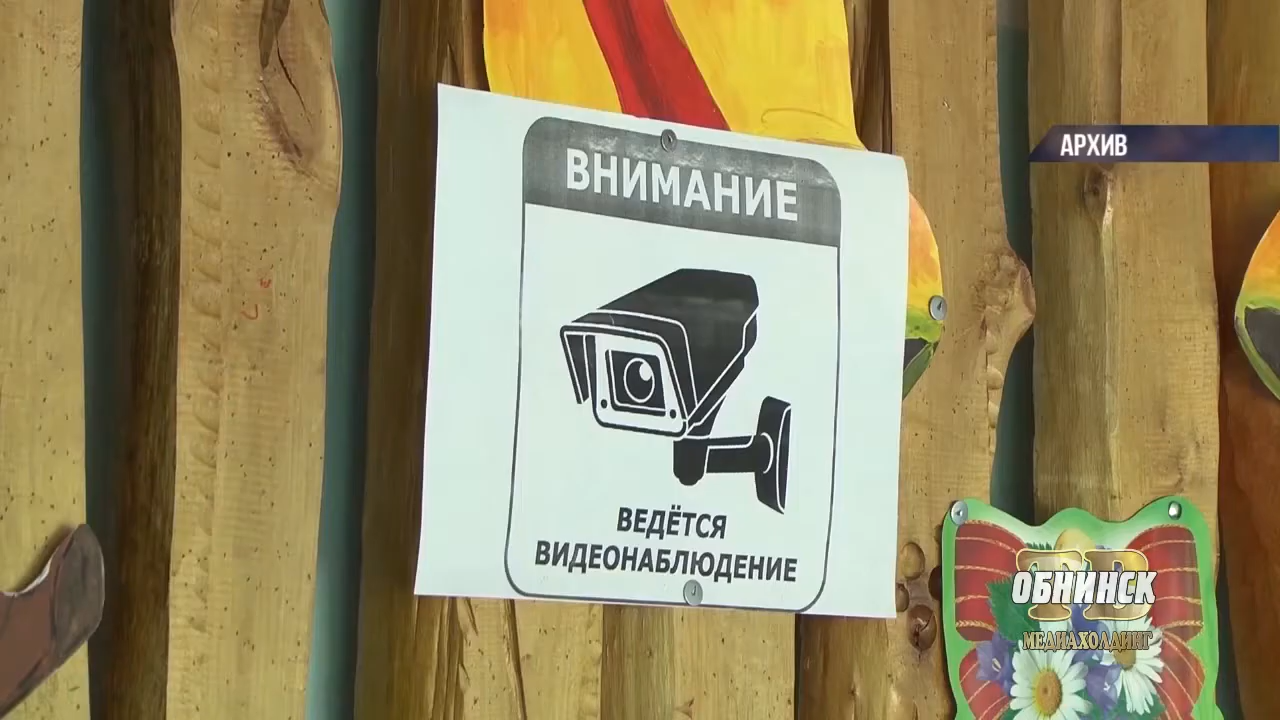 ВНИМАНИЕ
ВЕДЁТСЯ
ВИДЕОНАБЛЮДЕНИЕ
АРХИВ
ОБНИНСК
МЕДИАХОЛДИНГ